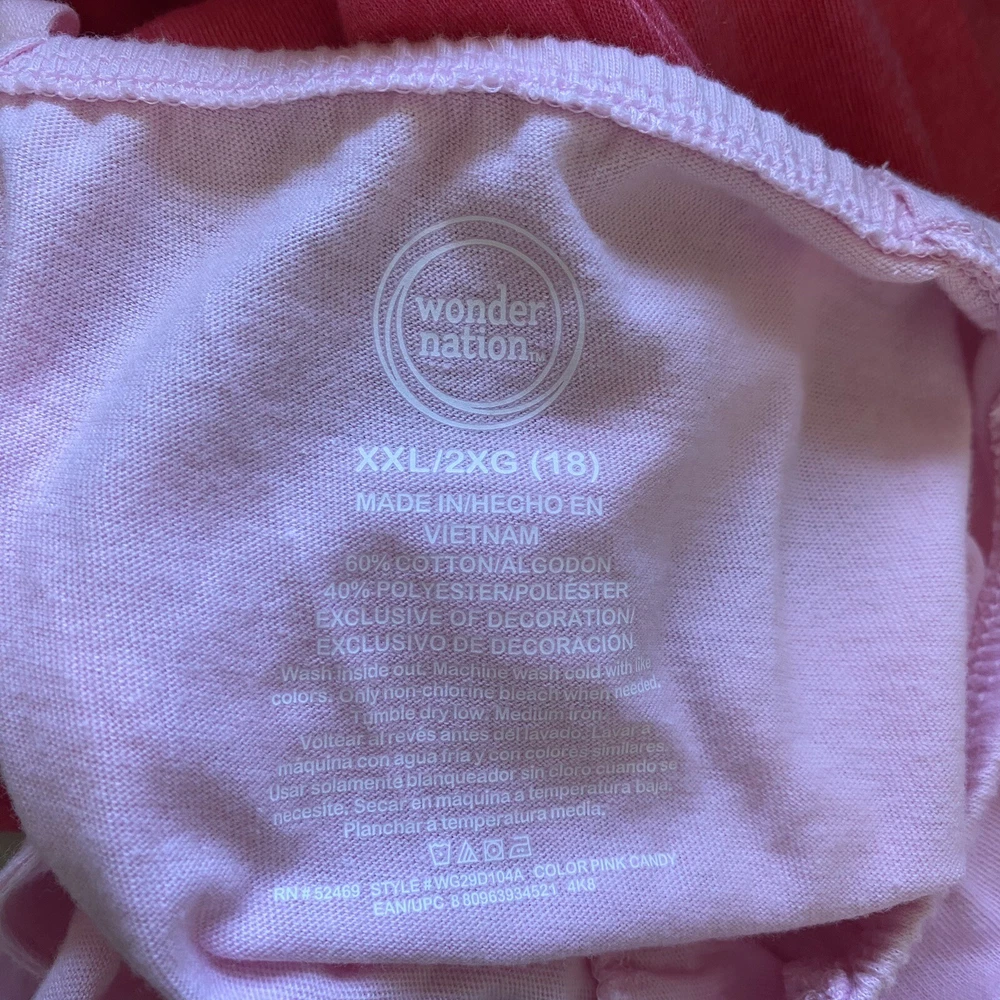 wonder
nation™
XXL/2XG (18)
MADE IN/HECHO EN
VIETNAM
60% COTTON/ALGODÓN
40% POLYESTER/POLIÉSTER
EXCLUSIVE OF DECORATION/
EXCLUSIVO DE DECORACIÓN
Wash inside out. Machine wash cold with like
colors. Only non-chlorine bleach when needed.
Tumble dry low. Medium iron.
Voltear al revés antes del lavado. Lavar a
máquina con agua fría y con colores similares.
Usar solamente blanqueador sin cloro cuando se
necesite. Secar en máquina a temperatura baja.
Planchar a temperatura media.
RN # 52469 STYLE # WG29D104A COLOR PINK CANDY
EAN/UPC 8 80963934521 4K8